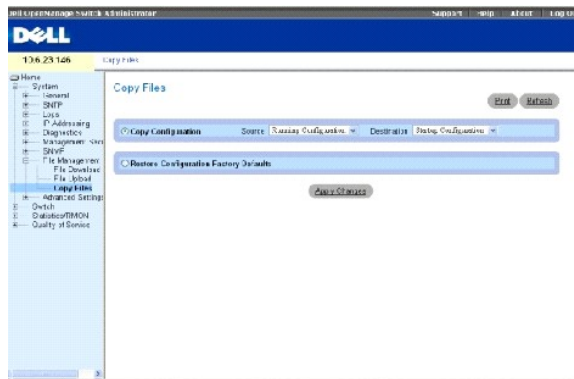 Dell OpenManage Switch Administrator
Support Help About Log Out
DELL
10.6.23.146
Copy Files
Home
System
General
SNTP
Logs
IP Addressing
Diagnostics
Management Secu
SNMP
File Management
File Download
File Upload
Copy Files
Advanced Settings
Switch
Statistics/RMON
Quality of Service
Copy Files
Print Refresh
Copy Configuration Source Running Configuration Destination Startup Configuration
Restore Configuration Factory Defaults
Apply Changes